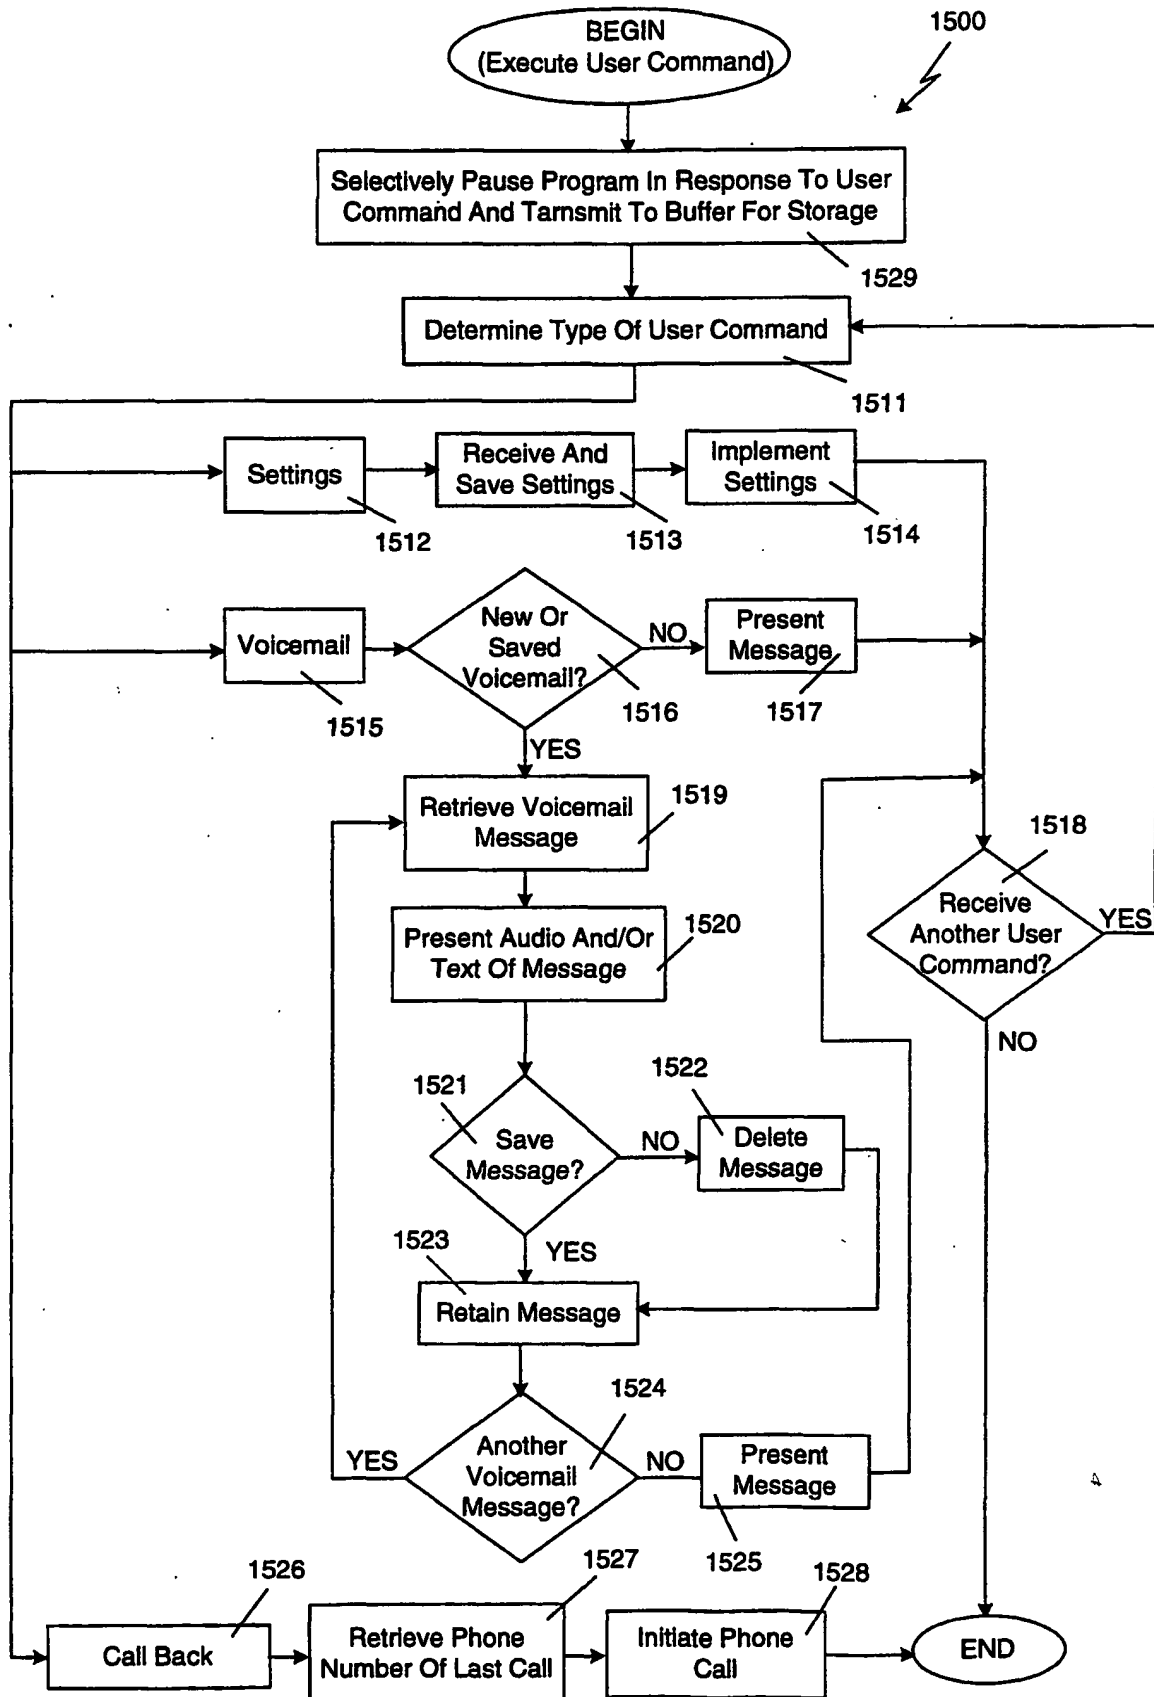 BEGIN
(Execute User Command)
1500
Selectively Pause Program In Response To User
Command And Tarnsmit To Buffer For Storage
1529
Determine Type Of User Command
1511
Settings
1512
Receive And
Save Settings
1513
Implement
Settings
1514
Voicemail
1515
New Or
Saved
Voicemail?
1516
NO
Present
Message
1517
YES
Retrieve Voicemail
Message
1519
1518
Receive
Another User
Command?
YES
NO
Present Audio And/Or
Text Of Message
1520
1521
Save
Message?
NO
1522
Delete
Message
YES
1523
Retain Message
1524
Another
Voicemail
Message?
YES
NO
Present
Message
1525
1526
Call Back
1527
Retrieve Phone
Number Of Last Call
1528
Initiate Phone
Call
END